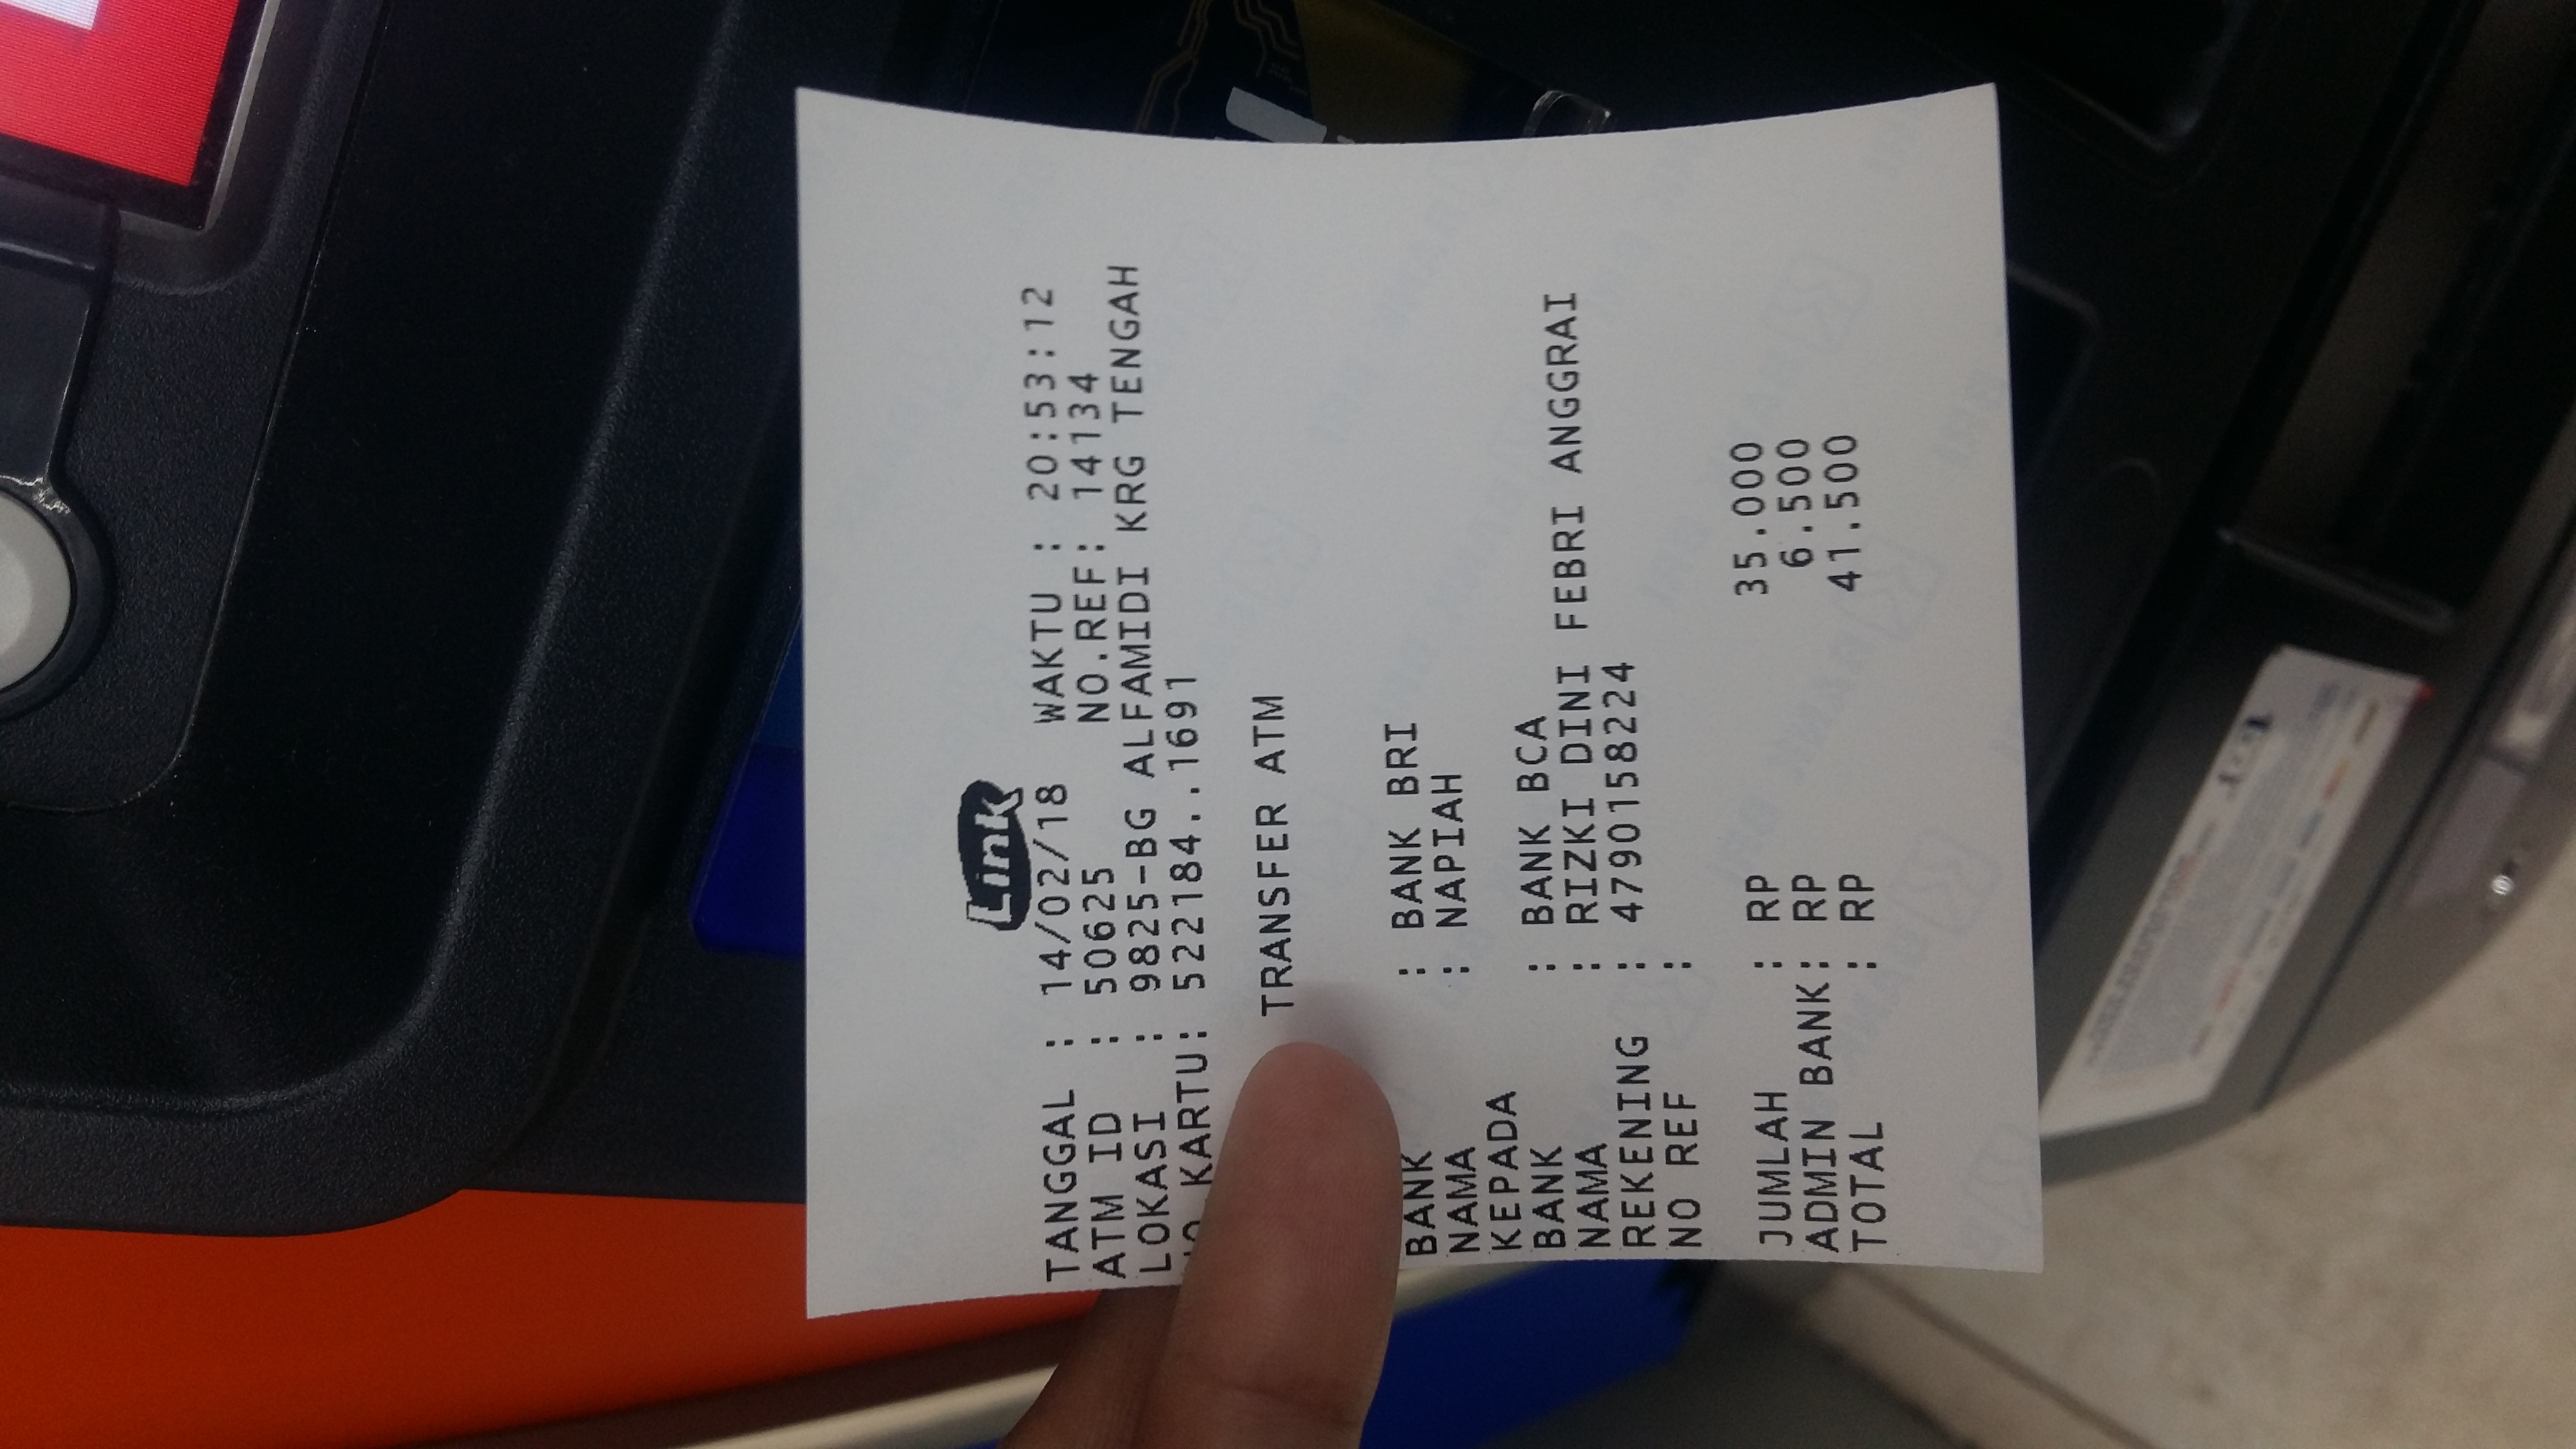 Link
TANGGAL : 14/02/18 WAKTU : 20:53:12
ATM ID : 50625 NO.REF: 14134
LOKASI : 9825-BG ALFAMIDI KRG TENGAH
NO.KARTU: 522184..1691
TRANSFER ATM
BANK : BANK BRI
NAMA : NAPIAH
KEPADA
BANK : BANK BCA
NAMA : RIZKI DINI FEBRI ANGGRAI
REKENING : 4790158224
NO REF :
JUMLAH : RP 35.000
ADMIN BANK: RP 6.500
TOTAL : RP 41.500